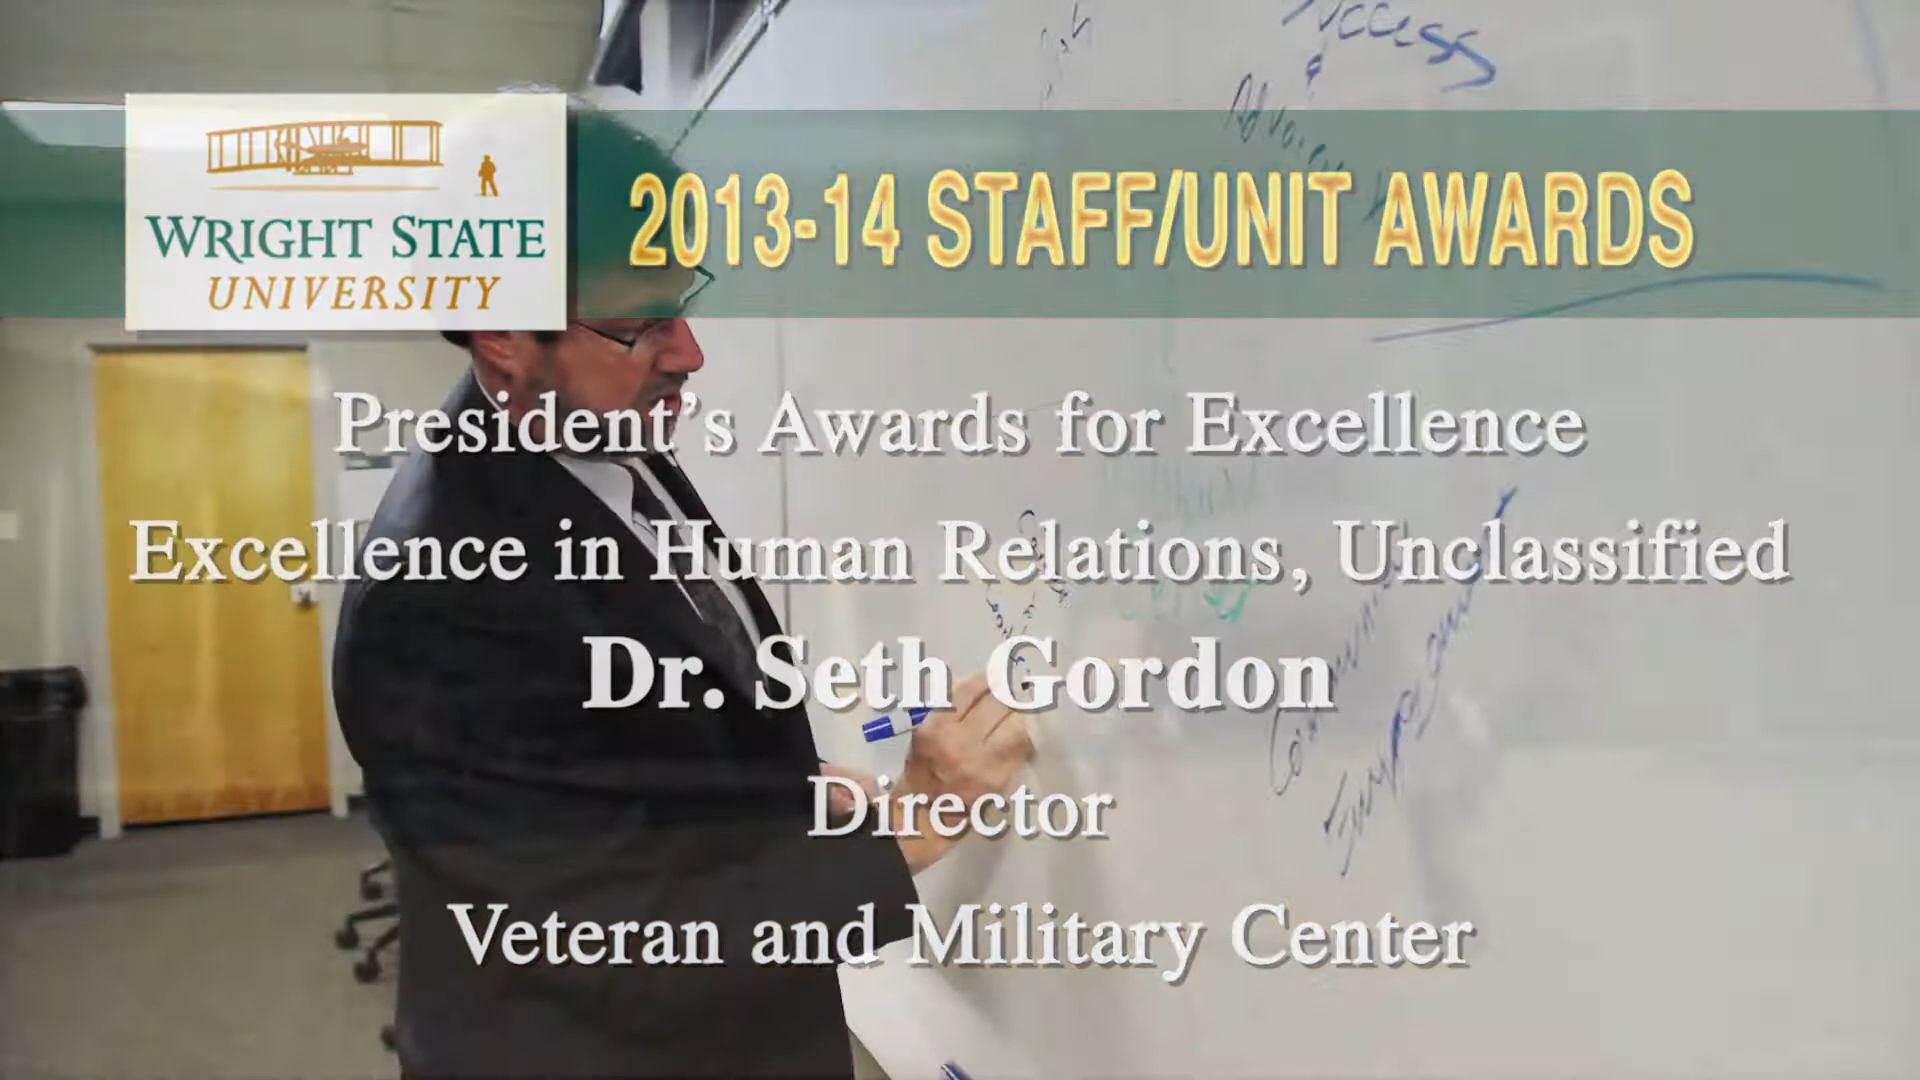 WRIGHT STATE
UNIVERSITY
2013-14 STAFF/UNIT AWARDS
President's Awards for Excellence
Excellence in Human Relations, Unclassified
Dr. Seth Gordon
Director
Veteran and Military Center